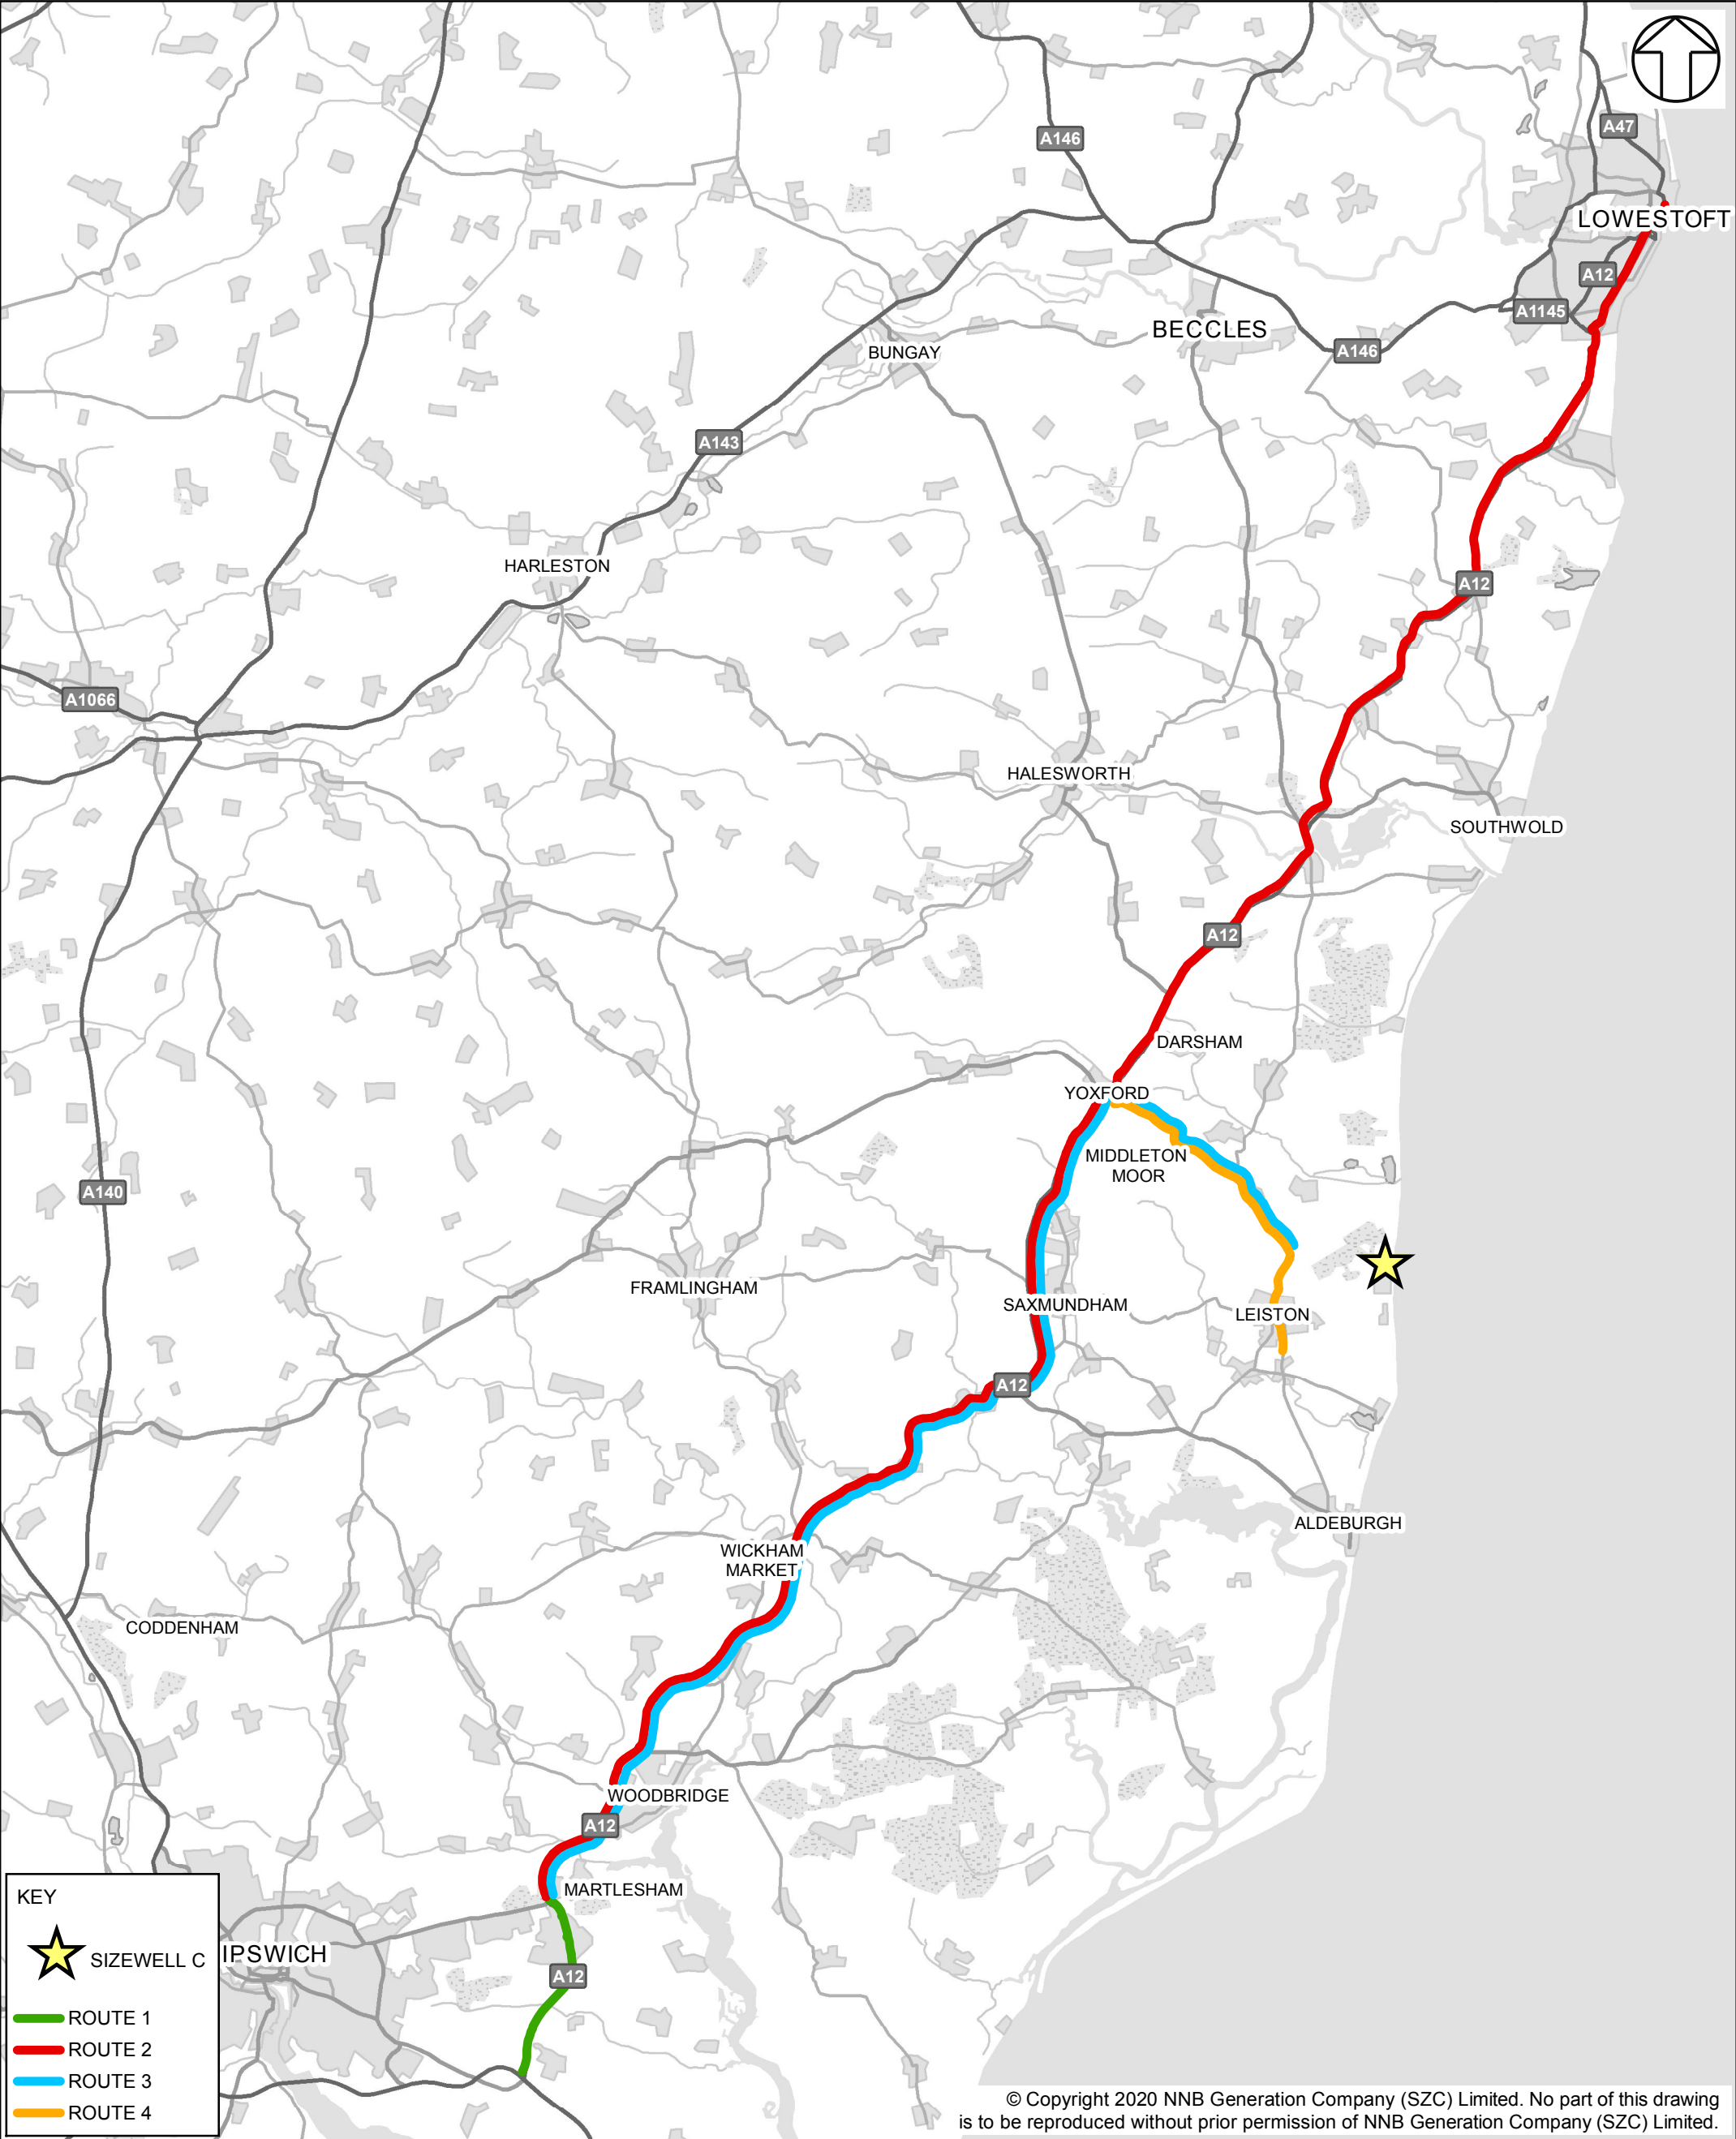 A47
A146
LOWESTOFT
A12
A1145
BECCLES
A146
BUNGAY
A143
HARLESTON
A12
A1066
HALESWORTH
SOUTHWOLD
A12
DARSHAM
YOXFORD
MIDDLETON
MOOR
A140
FRAMLINGHAM
SAXMUNDHAM
LEISTON
A12
ALDEBURGH
WICKHAM
MARKET
CODDENHAM
WOODBRIDGE
A12
MARTLESHAM
IPSWICH
A12
KEY
SIZEWELL C
ROUTE 1
ROUTE 2
ROUTE 3
ROUTE 4
© Copyright 2020 NNB Generation Company (SZC) Limited. No part of this drawing
is to be reproduced without prior permission of NNB Generation Company (SZC) Limited.